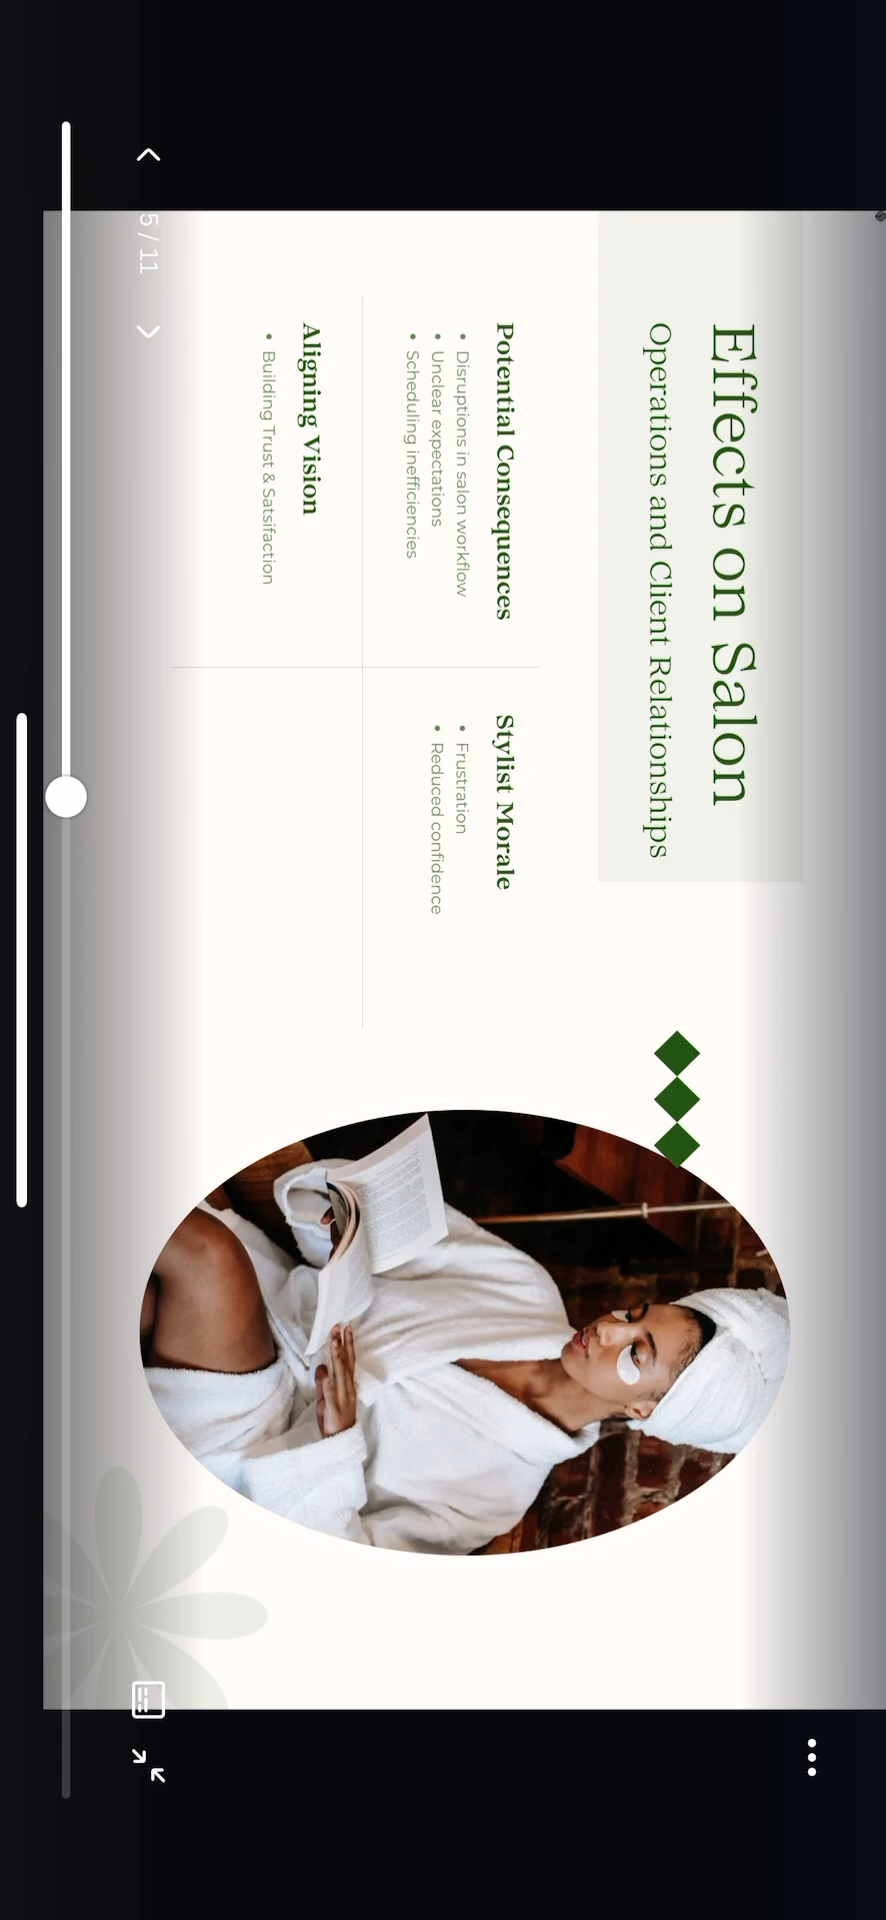 Effects on Salon
Operations and Client Relationships
Potential Consequences
• Disruptions in salon workflow
• Unclear expectations
• Scheduling inefficiencies
Stylist Morale
• Frustration
• Reduced confidence
Aligning Vision
• Building Trust & Satsifaction
5 / 11